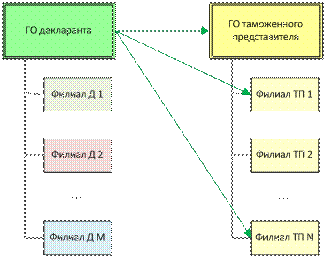 ГО декларанта
ГО таможенного
представителя
Филиал Д 1
Филиал ТП 1
Филиал Д 2
Филиал ТП 2
...
...
Филиал Д M
Филиал ТП N